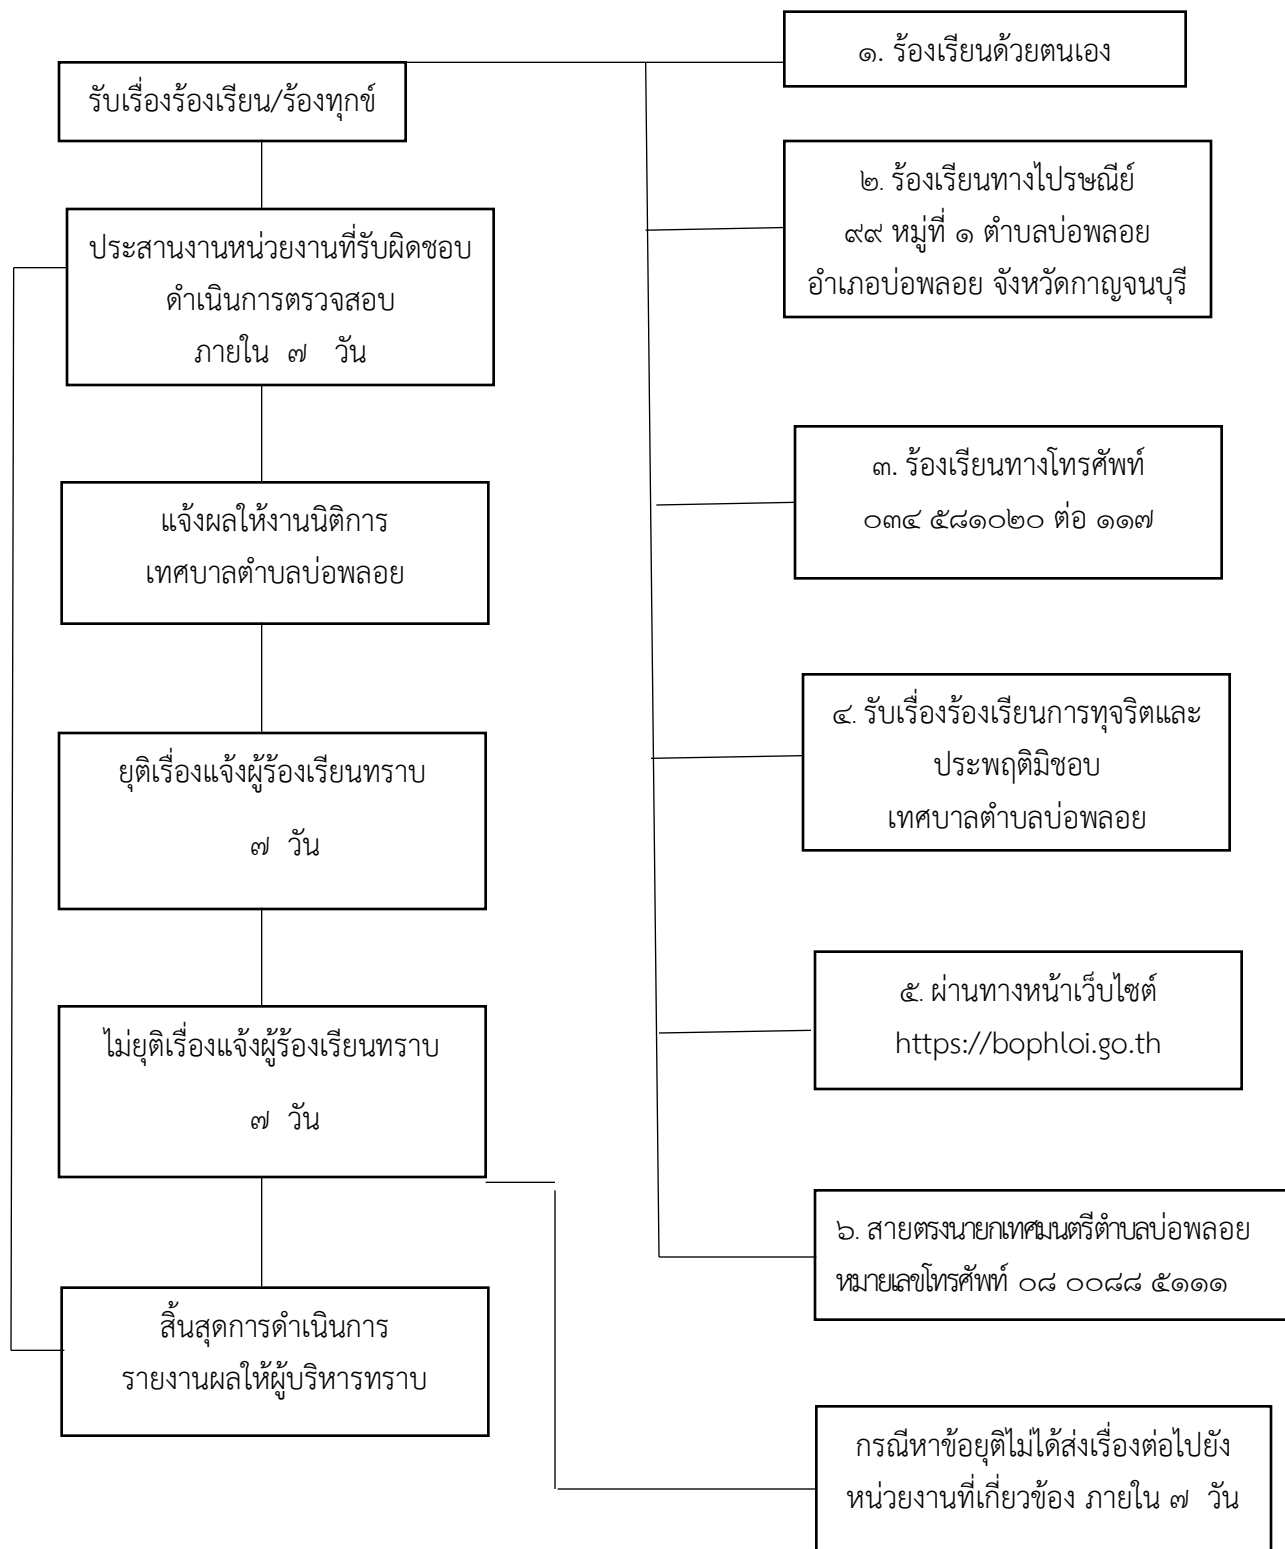 รับเรื่องร้องเรียน/ร้องทุกข์
ประสานงานหน่วยงานที่รับผิดชอบ
ดำเนินการตรวจสอบ
ภายใน ๗ วัน
แจ้งผลให้งานนิติการ
เทศบาลตำบลบ่อพลอย
ยุติเรื่องแจ้งผู้ร้องเรียนทราบ
๗ วัน
ไม่ยุติเรื่องแจ้งผู้ร้องเรียนทราบ
๗ วัน
สิ้นสุดการดำเนินการ
รายงานผลให้ผู้บริหารทราบ
๑. ร้องเรียนด้วยตนเอง
๒. ร้องเรียนทางไปรษณีย์
๙๙ หมู่ที่ ๑ ตำบลบ่อพลอย
อำเภอบ่อพลอย จังหวัดกาญจนบุรี
๓. ร้องเรียนทางโทรศัพท์
๐๓๔ ๕๘๑๐๒๐ ต่อ ๑๑๗
๔. รับเรื่องร้องเรียนการทุจริตและ
ประพฤติมิชอบ
เทศบาลตำบลบ่อพลอย
๕. ผ่านทางหน้าเว็บไซต์
https://bophloi.go.th
๖. สายตรงนายกเทศมนตรีตำบลบ่อพลอย
หมายเลขโทรศัพท์ ๐๘ ๐๐๘๘ ๕๑๑๑
กรณีหาข้อยุติไม่ได้ส่งเรื่องต่อไปยัง
หน่วยงานที่เกี่ยวข้อง ภายใน ๗ วัน